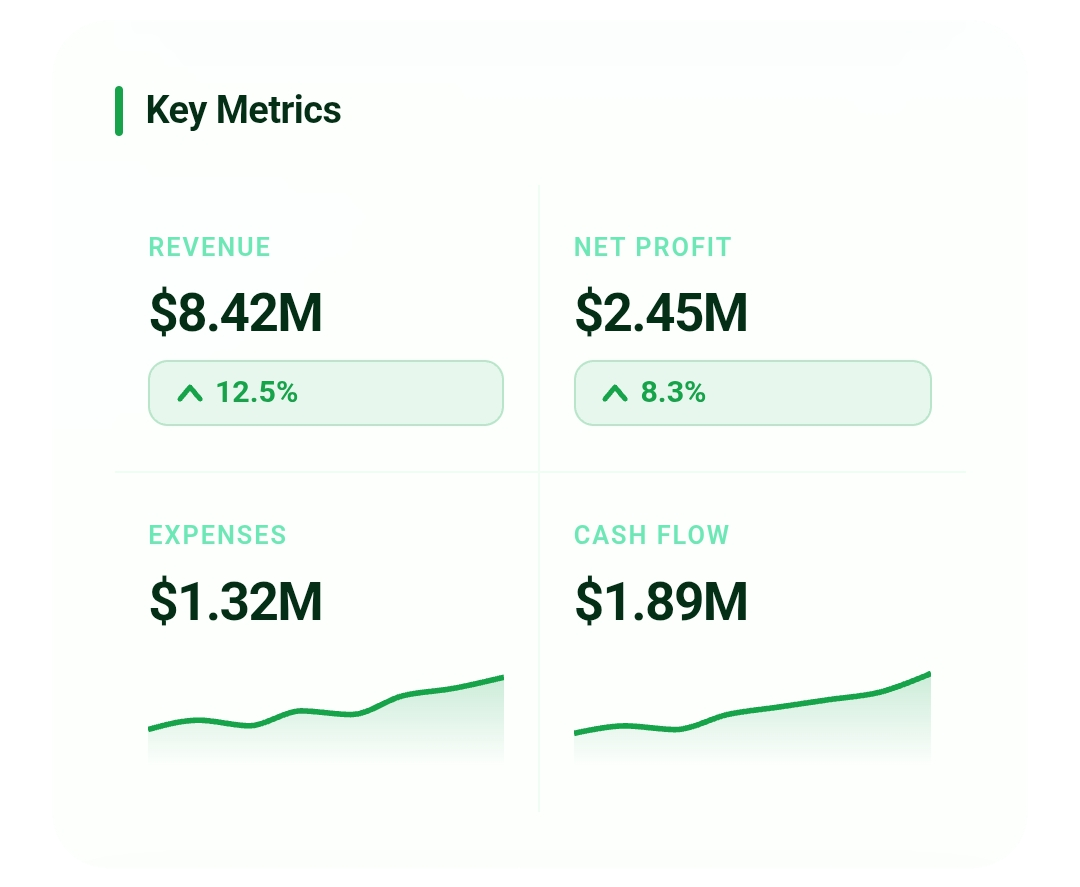 Key Metrics
REVENUE
$8.42M
12.5%
NET PROFIT
$2.45M
8.3%
EXPENSES
$1.32M
CASH FLOW
$1.89M